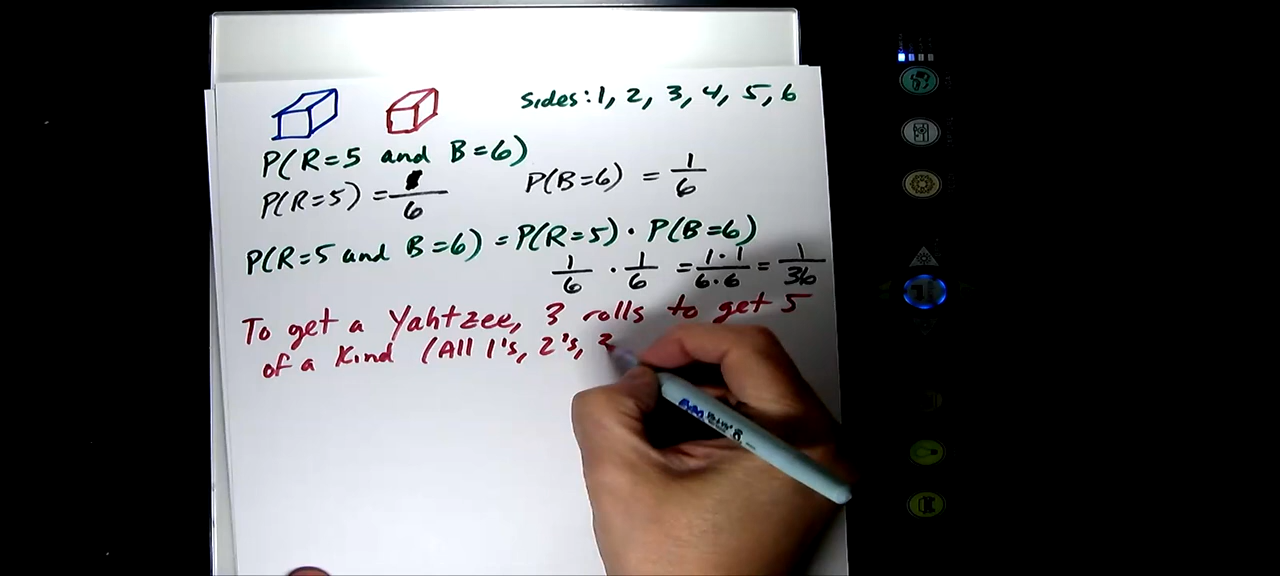 Sides: 1, 2, 3, 4, 5, 6
P(R=5 and B=6)
P(R=5) = 1/6 P(B=6) = 1/6
P(R=5 and B=6) = P(R=5) · P(B=6)
1/6 · 1/6 = 1·1/6·6 = 1/36
To get a Yahtzee, 3 rolls to get 5
of a kind (All 1's, 2's, 3